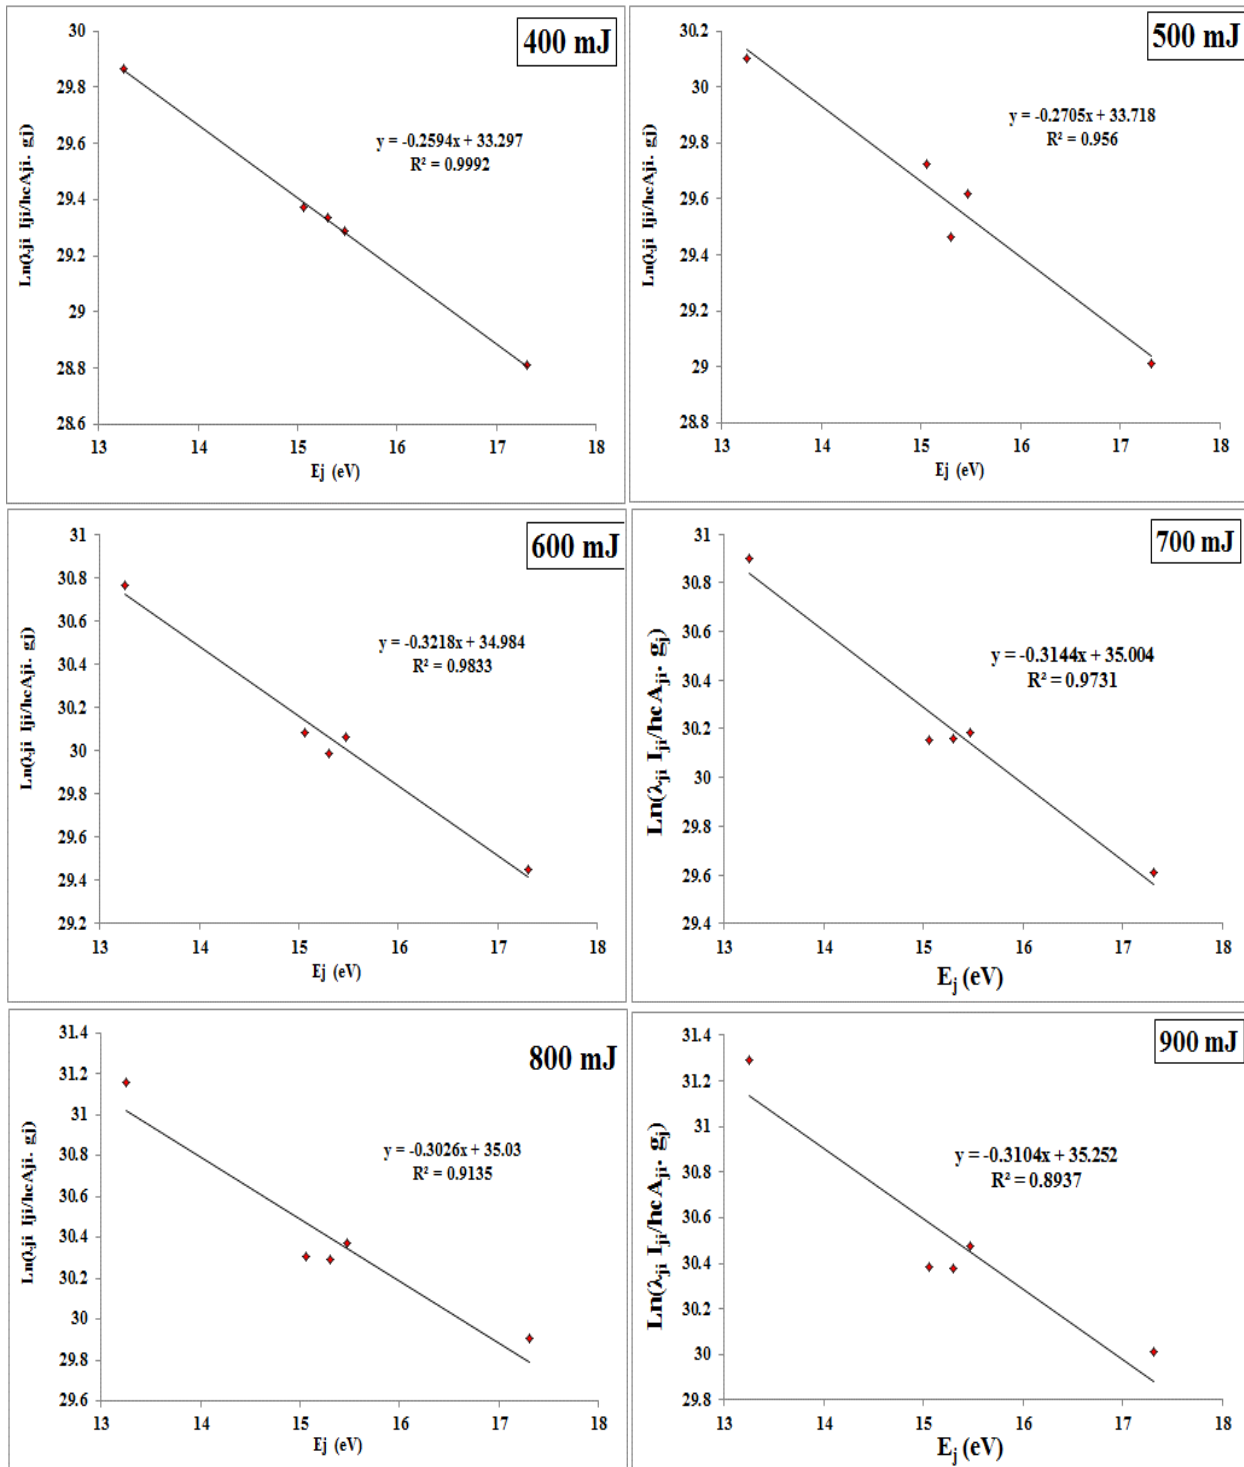 400 mJ
30
29.8
29.6
29.4
29.2
29
28.8
28.6
Ln(λji Iji/hcAji. gj)
y = -0.2594x + 33.297
R² = 0.9992
13 14 15 16 17 18
Ej (eV)
500 mJ
30.2
30
29.8
29.6
29.4
29.2
29
28.8
Ln(λji Iji/hcAji. gj)
y = -0.2705x + 33.718
R² = 0.956
13 14 15 16 17 18
Ej (eV)
600 mJ
31
30.8
30.6
30.4
30.2
30
29.8
29.6
29.4
29.2
Ln(λji Iji/hcAji. gj)
y = -0.3218x + 34.984
R² = 0.9833
13 14 15 16 17 18
Ej (eV)
700 mJ
31
30.8
30.6
30.4
30.2
30
29.8
29.6
29.4
Ln(λji Iji/hcAji. gj)
y = -0.3144x + 35.004
R² = 0.9731
13 14 15 16 17 18
Ej (eV)
800 mJ
31.4
31.2
31
30.8
30.6
30.4
30.2
30
29.8
29.6
Ln(λji Iji/hcAji. gj)
y = -0.3026x + 35.03
R² = 0.9135
13 14 15 16 17 18
Ej (eV)
900 mJ
31.4
31.2
31
30.8
30.6
30.4
30.2
30
29.8
Ln(λji Iji/hcAji. gj)
y = -0.3104x + 35.252
R² = 0.8937
13 14 15 16 17 18
Ej (eV)